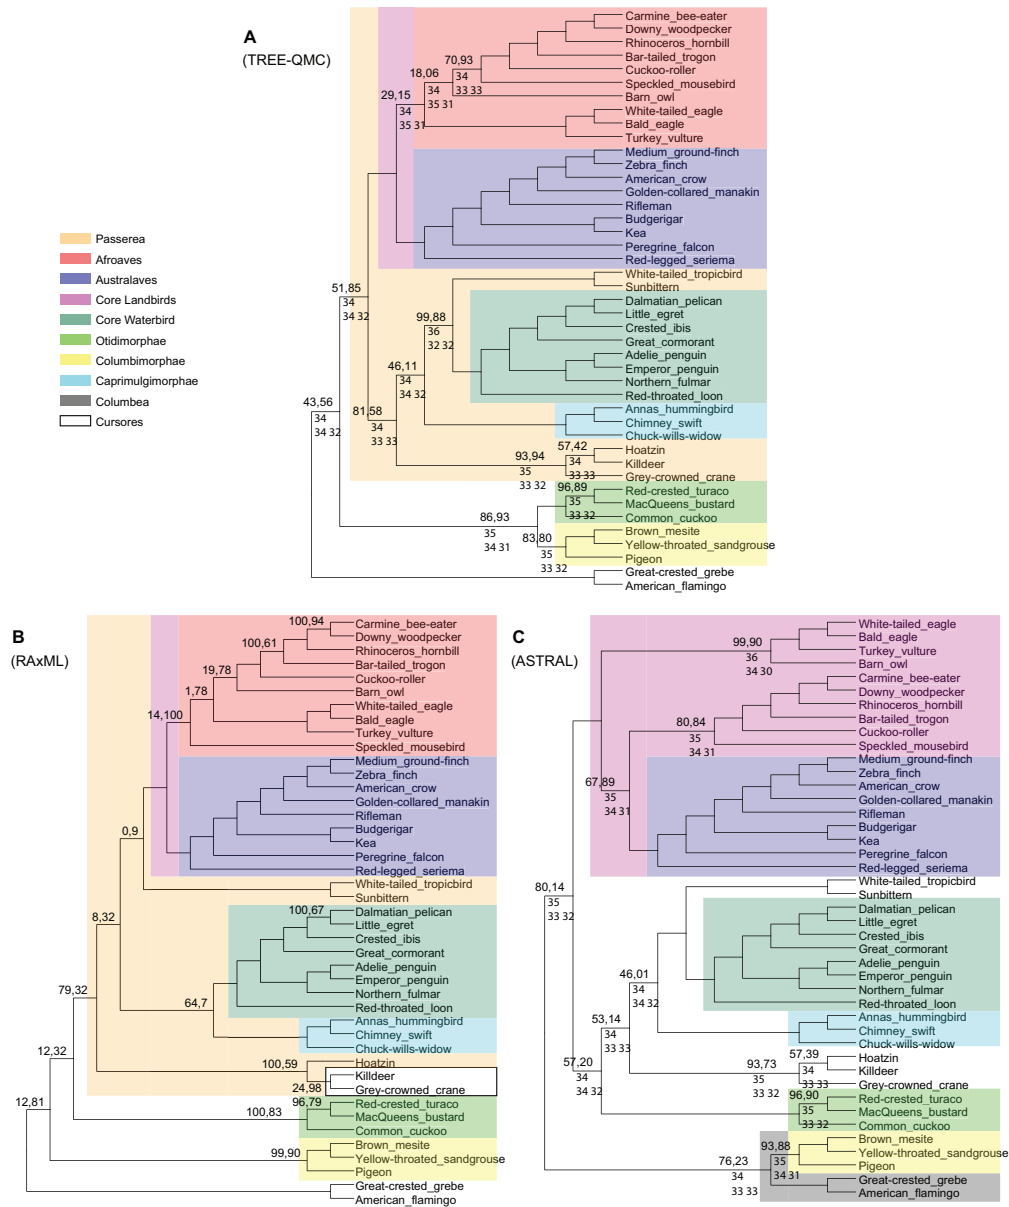 A
(TREE-QMC)
Carmine_bee-eater
Downy_woodpecker
Rhinoceros_hornbill
Bar-tailed_trogon
Cuckoo-roller
Speckled_mousebird
Barn_owl
White-tailed_eagle
Bald_eagle
Turkey_vulture
Medium_ground-finch
Zebra_finch
American_crow
Golden-collared_manakin
Rifleman
Budgerigar
Kea
Peregrine_falcon
Red-legged_seriema
White-tailed_tropicbird
Sunbittern
Dalmatian_pelican
Little_egret
Crested_ibis
Great_cormorant
Adelie_penguin
Emperor_penguin
Northern_fulmar
Red-throated_loon
Annas_hummingbird
Chimney_swift
Chuck-wills-widow
Hoatzin
Killdeer
Grey-crowned_crane
Red-crested_turaco
MacQueens_bustard
Common_cuckoo
Brown_mesite
Yellow-throated_sandgrouse
Pigeon
Great-crested_grebe
American_flamingo
70,93
34
33 33
18,06
34
35 31
29,15
34
35 31
51,85
34
34 32
99,88
36
32 32
46,11
34
34 32
81,58
34
33 33
43,56
34
34 32
57,42
34
33 33
93,94
35
33 32
96,89
35
33 32
86,93
35
34 31
83,80
35
33 32
Passerea
Afroaves
Australaves
Core Landbirds
Core Waterbird
Otidimorphae
Columbimorphae
Caprimulgimorphae
Columbea
Cursores
B
(RAxML)
Carmine_bee-eater
Downy_woodpecker
Rhinoceros_hornbill
Bar-tailed_trogon
Cuckoo-roller
Barn_owl
White-tailed_eagle
Bald_eagle
Turkey_vulture
Speckled_mousebird
Medium_ground-finch
Zebra_finch
American_crow
Golden-collared_manakin
Rifleman
Budgerigar
Kea
Peregrine_falcon
Red-legged_seriema
White-tailed_tropicbird
Sunbittern
Dalmatian_pelican
Little_egret
Crested_ibis
Great_cormorant
Adelie_penguin
Emperor_penguin
Northern_fulmar
Red-throated_loon
Annas_hummingbird
Chimney_swift
Chuck-wills-widow
Hoatzin
Killdeer
Grey-crowned_crane
Red-crested_turaco
MacQueens_bustard
Common_cuckoo
Brown_mesite
Yellow-throated_sandgrouse
Pigeon
Great-crested_grebe
American_flamingo
100,94
100,61
19,78
1,78
14,100
0,9
8,32
100,67
64,7
79,32
100,59
24,98
12,32
96,79
100,83
12,81
99,90
C
(ASTRAL)
White-tailed_eagle
Bald_eagle
Turkey_vulture
Barn_owl
Carmine_bee-eater
Downy_woodpecker
Rhinoceros_hornbill
Bar-tailed_trogon
Cuckoo-roller
Speckled_mousebird
Medium_ground-finch
Zebra_finch
American_crow
Golden-collared_manakin
Rifleman
Budgerigar
Kea
Peregrine_falcon
Red-legged_seriema
White-tailed_tropicbird
Sunbittern
Dalmatian_pelican
Little_egret
Crested_ibis
Great_cormorant
Adelie_penguin
Emperor_penguin
Northern_fulmar
Red-throated_loon
Annas_hummingbird
Chimney_swift
Chuck-wills-widow
Hoatzin
Killdeer
Grey-crowned_crane
Red-crested_turaco
MacQueens_bustard
Common_cuckoo
Brown_mesite
Yellow-throated_sandgrouse
Pigeon
Great-crested_grebe
American_flamingo
99,90
36
34 30
80,84
35
34 31
67,89
35
34 31
80,14
35
33 32
46,01
34
34 32
53,14
34
33 33
57,20
34
34 32
57,39
34
33 33
93,73
35
33 32
96,90
35
33 32
93,88
35
34 31
76,23
34
33 33